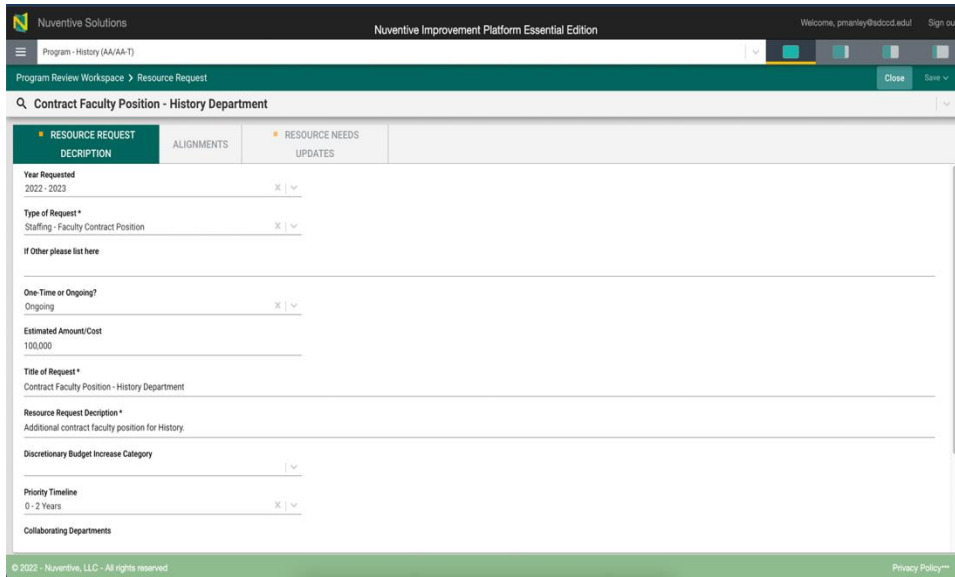 Nuventive Solutions
Nuventive Improvement Platform Essential Edition
Welcome, pmanley@sdccd.edu!
Sign ou
Program - History (AA/AA-T)
Program Review Workspace > Resource Request
Close
Save
Contract Faculty Position - History Department
RESOURCE REQUEST
DECRIPTION
ALIGNMENTS
RESOURCE NEEDS
UPDATES
Year Requested
2022 - 2023
Type of Request *
Staffing - Faculty Contract Position
If Other please list here
One-Time or Ongoing?
Ongoing
Estimated Amount/Cost
100,000
Title of Request *
Contract Faculty Position - History Department
Resource Request Decription *
Additional contract faculty position for History.
Discretionary Budget Increase Category
Priority Timeline
0 - 2 Years
Collaborating Departments
© 2022 - Nuventive, LLC - All rights reserved
Privacy Policy***